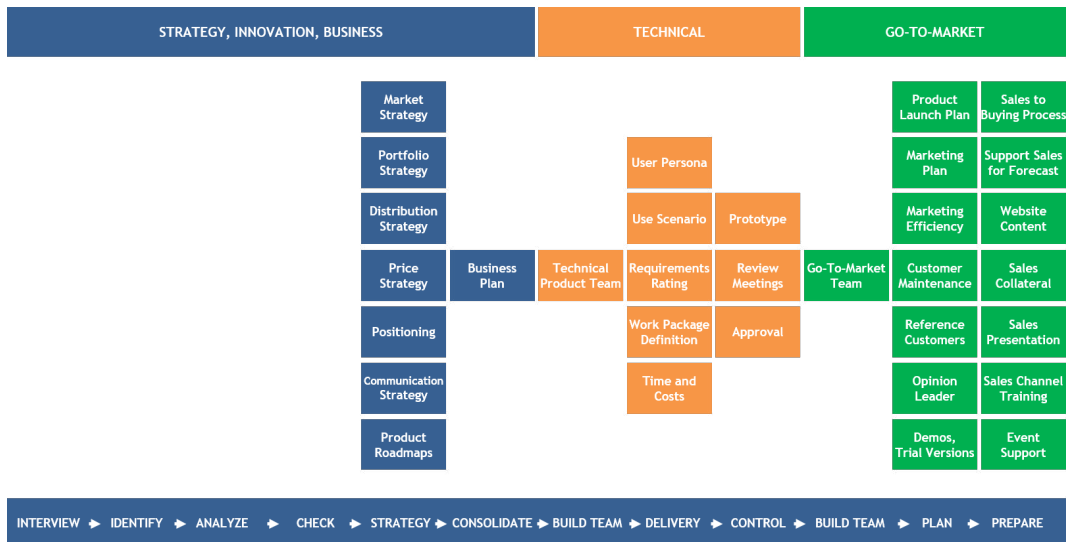 STRATEGY, INNOVATION, BUSINESS
TECHNICAL
GO-TO-MARKET
Market
Strategy
Portfolio
Strategy
Distribution
Strategy
Price
Strategy
Positioning
Communication
Strategy
Product
Roadmaps
Business
Plan
Technical
Product Team
User Persona
Use Scenario
Requirements
Rating
Work Package
Definition
Time and
Costs
Prototype
Review
Meetings
Approval
Go-To-Market
Team
Product
Launch Plan
Marketing
Plan
Marketing
Efficiency
Customer
Maintenance
Reference
Customers
Opinion
Leader
Demos,
Trial Versions
Sales to
Buying Process
Support Sales
for Forecast
Website
Content
Sales
Collateral
Sales
Presentation
Sales Channel
Training
Event
Support
INTERVIEW IDENTIFY ANALYZE CHECK STRATEGY CONSOLIDATE BUILD TEAM DELIVERY CONTROL BUILD TEAM PLAN PREPARE